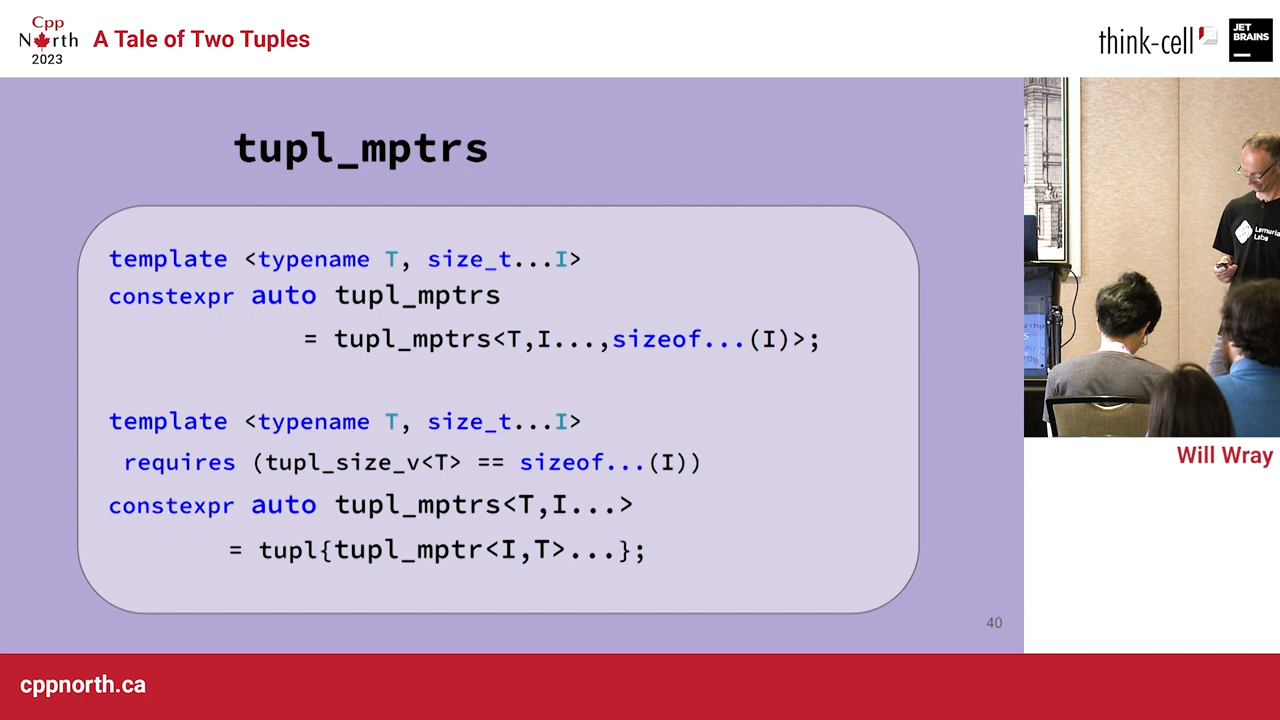 Cpp
North
2023
A Tale of Two Tuples
think-cell
JET
BRAINS
tupl_mptrs
template <typename T, size_t...I>
constexpr auto tupl_mptrs
= tupl_mptrs<T,I...,sizeof...(I)>;
template <typename T, size_t...I>
requires (tupl_size_v<T> == sizeof...(I))
constexpr auto tupl_mptrs<T,I...>
= tupl{tupl_mptr<I,T>...};
40
Labs
Will Wray
cppnorth.ca